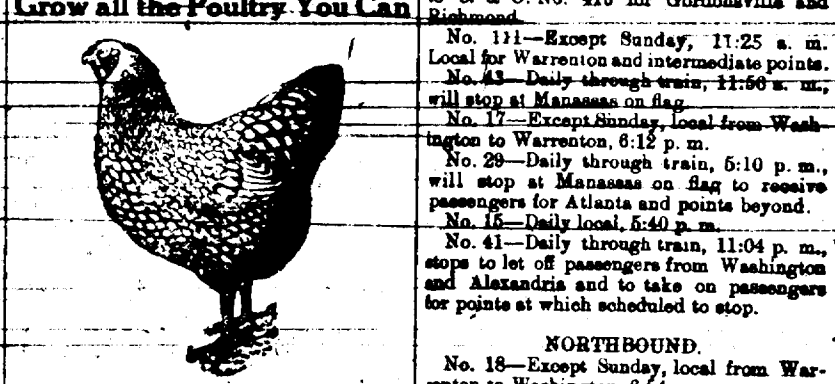 Grow all the Poultry You Can
Richmond.
No. 111—Except Sunday, 11:25 a. m.
Local for Warrenton and intermediate points.
No. 43—Daily through train, 11:56 a. m.,
will stop at Manassas on flag
No. 17—Except Sunday, local from Wash-
ington to Warrenton, 6:12 p. m.
No. 29—Daily through train, 5:10 p. m.,
will stop at Manassas on flag to receive
passengers for Atlanta and points beyond.
No. 15—Daily local, 5:40 p. m.
No. 41—Daily through train, 11:04 p. m.,
stops to let off passengers from Washington
and Alexandria and to take on passengers
for points at which scheduled to stop.
NORTHBOUND.
No. 18—Except Sunday, local from War-